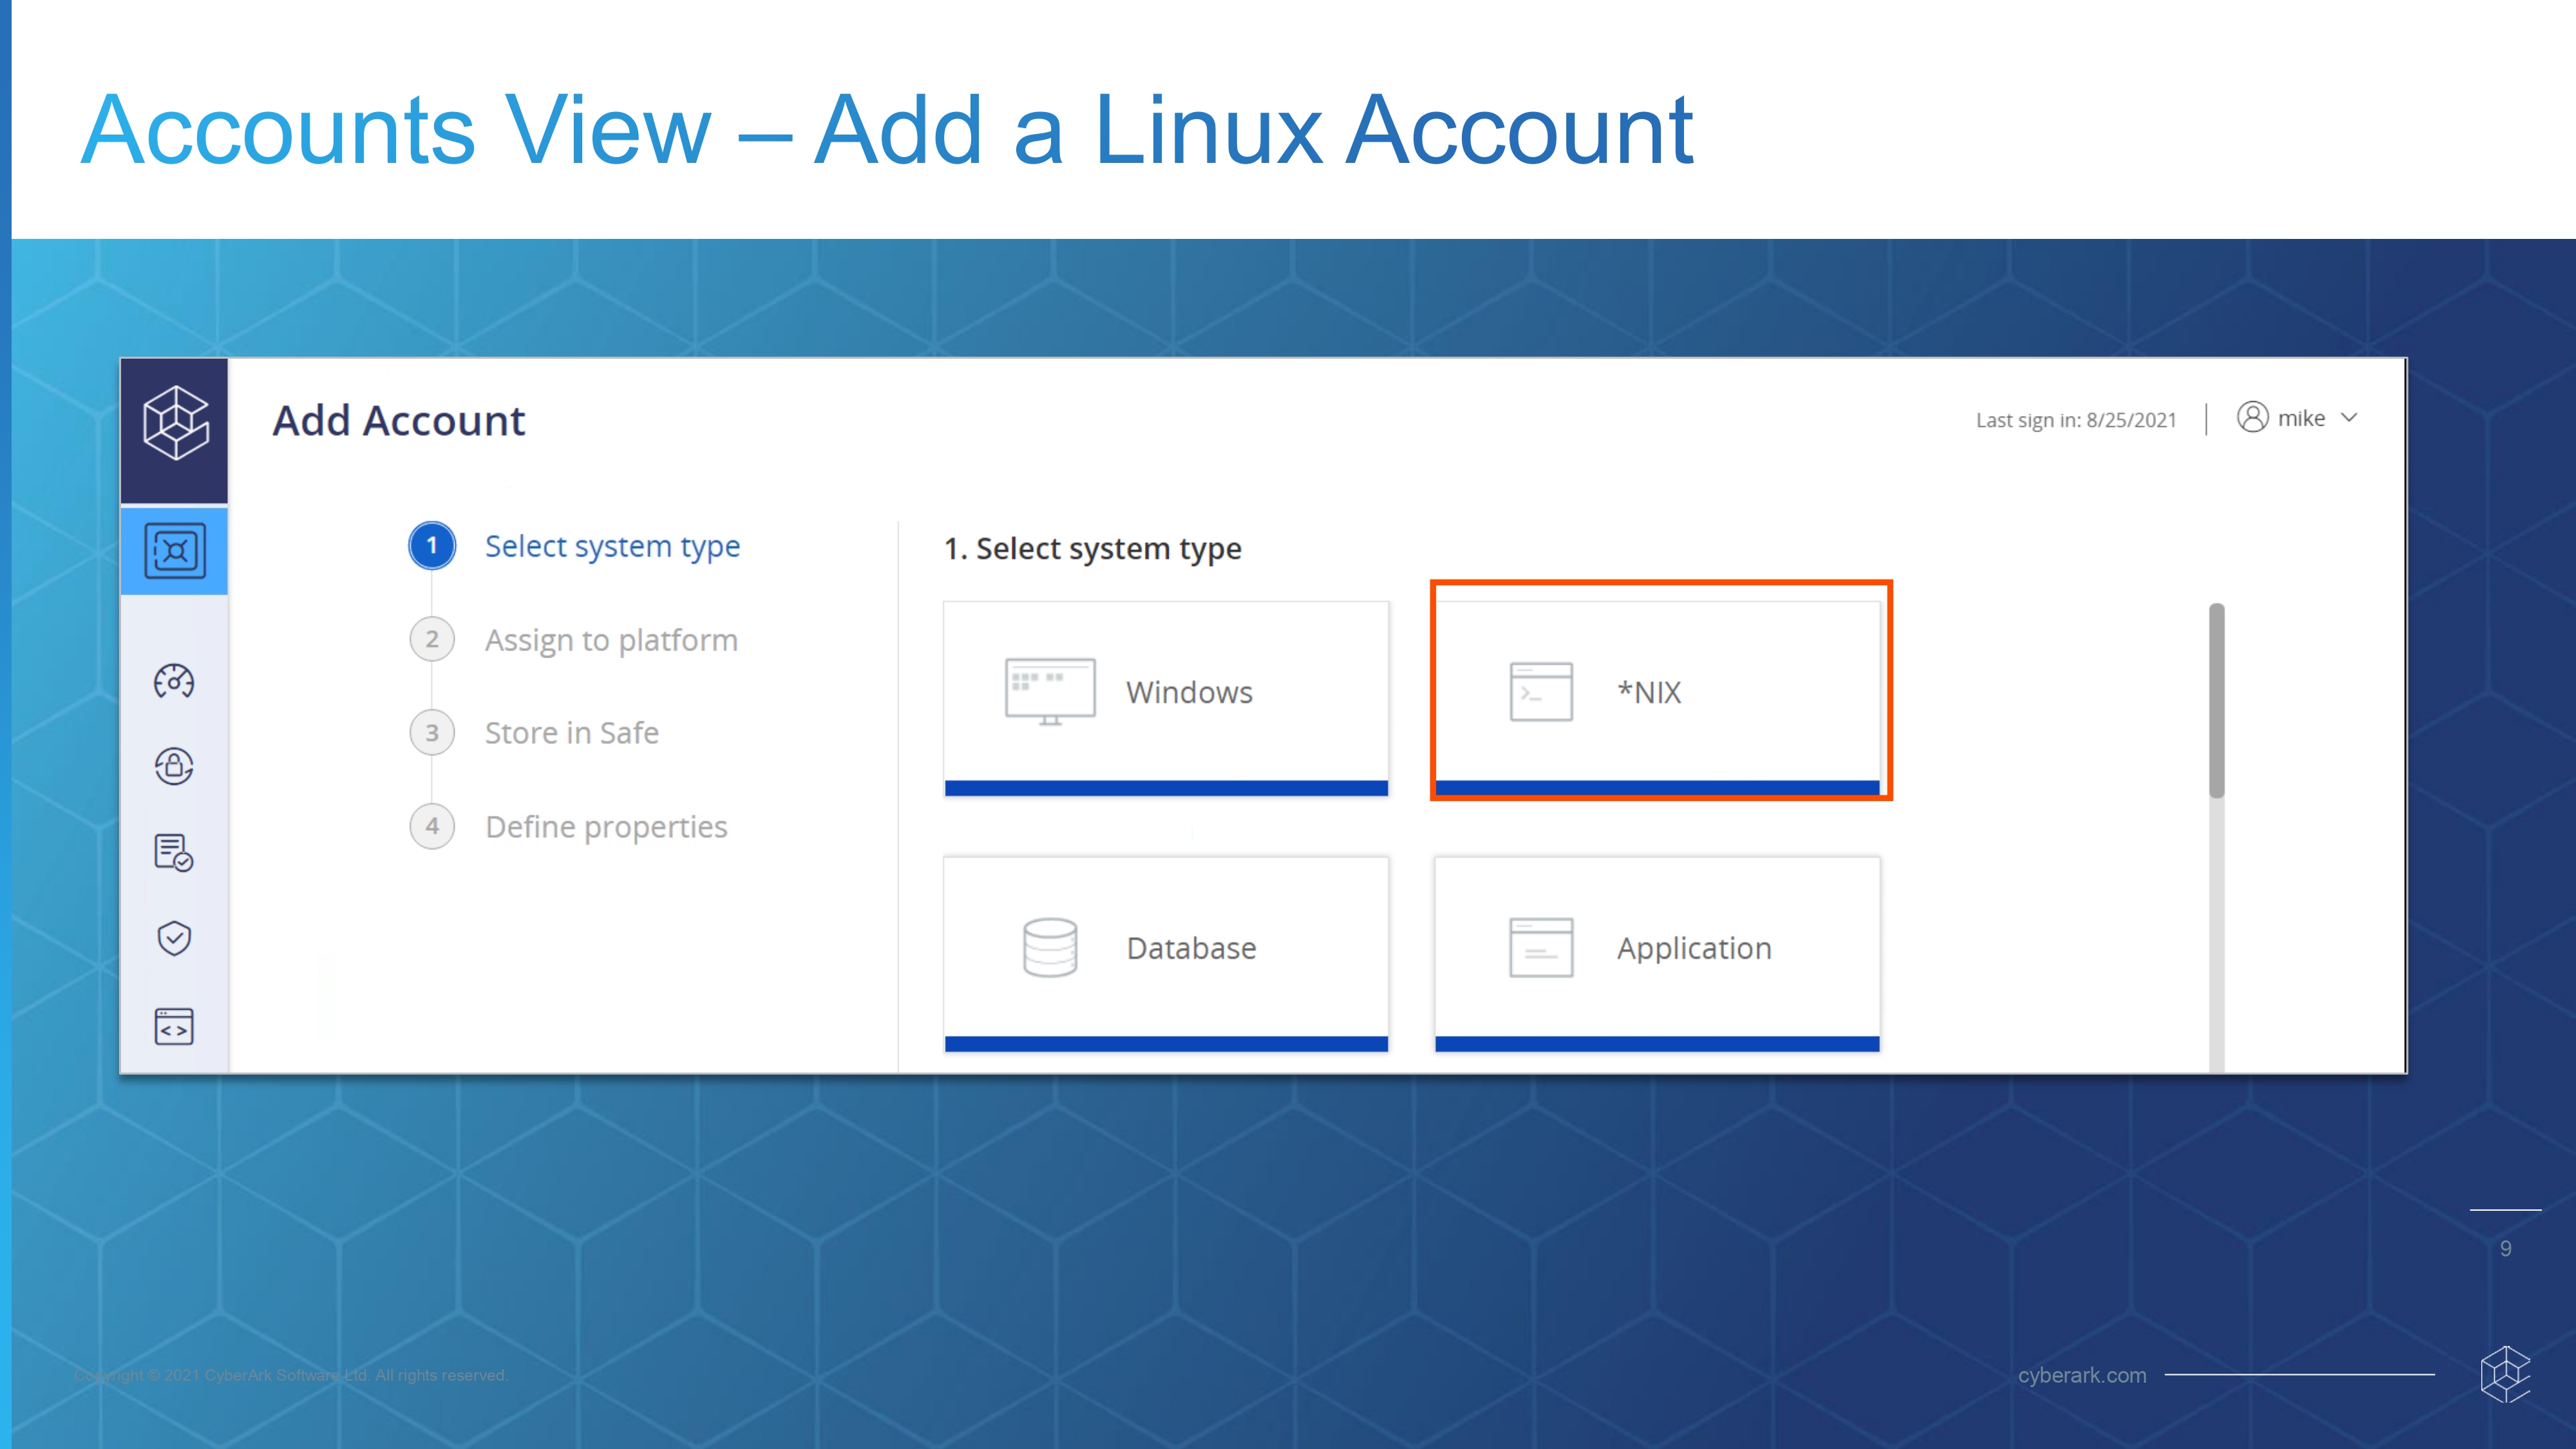 Accounts View – Add a Linux Account
Add Account
Last sign in: 8/25/2021
mike
1 Select system type
2 Assign to platform
3 Store in Safe
4 Define properties
1. Select system type
Windows
*NIX
Database
Application
9
Copyright © 2021 CyberArk Software Ltd. All rights reserved.
cyberark.com